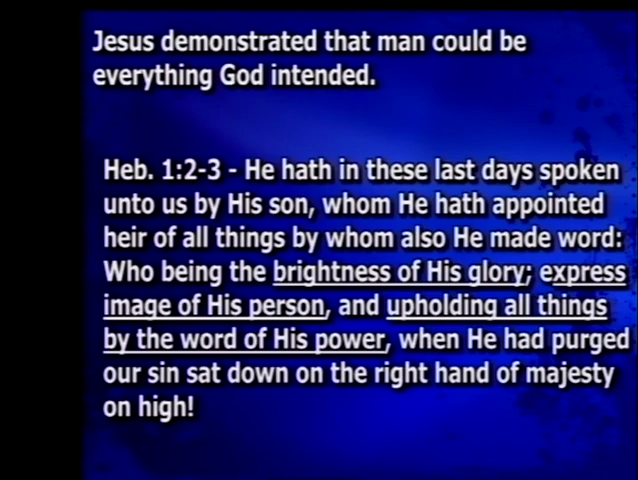 Jesus demonstrated that man could be
everything God intended.
Heb. 1:2-3 - He hath in these last days spoken
unto us by His son, whom He hath appointed
heir of all things by whom also He made word:
Who being the brightness of His glory; express
image of His person, and upholding all things
by the word of His power, when He had purged
our sin sat down on the right hand of majesty
on high!